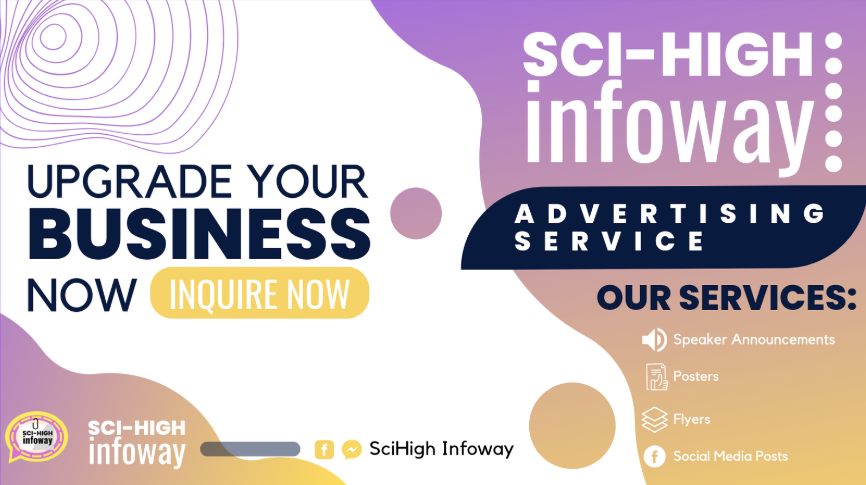 SCI-HIGH
infoway
UPGRADE YOUR
BUSINESS
NOW INQUIRE NOW
ADVERTISING
SERVICE
OUR SERVICES:
Speaker Announcements
Posters
Flyers
Social Media Posts
SCI-HIGH
infoway
SCI-HIGH
infoway
SciHigh Infoway